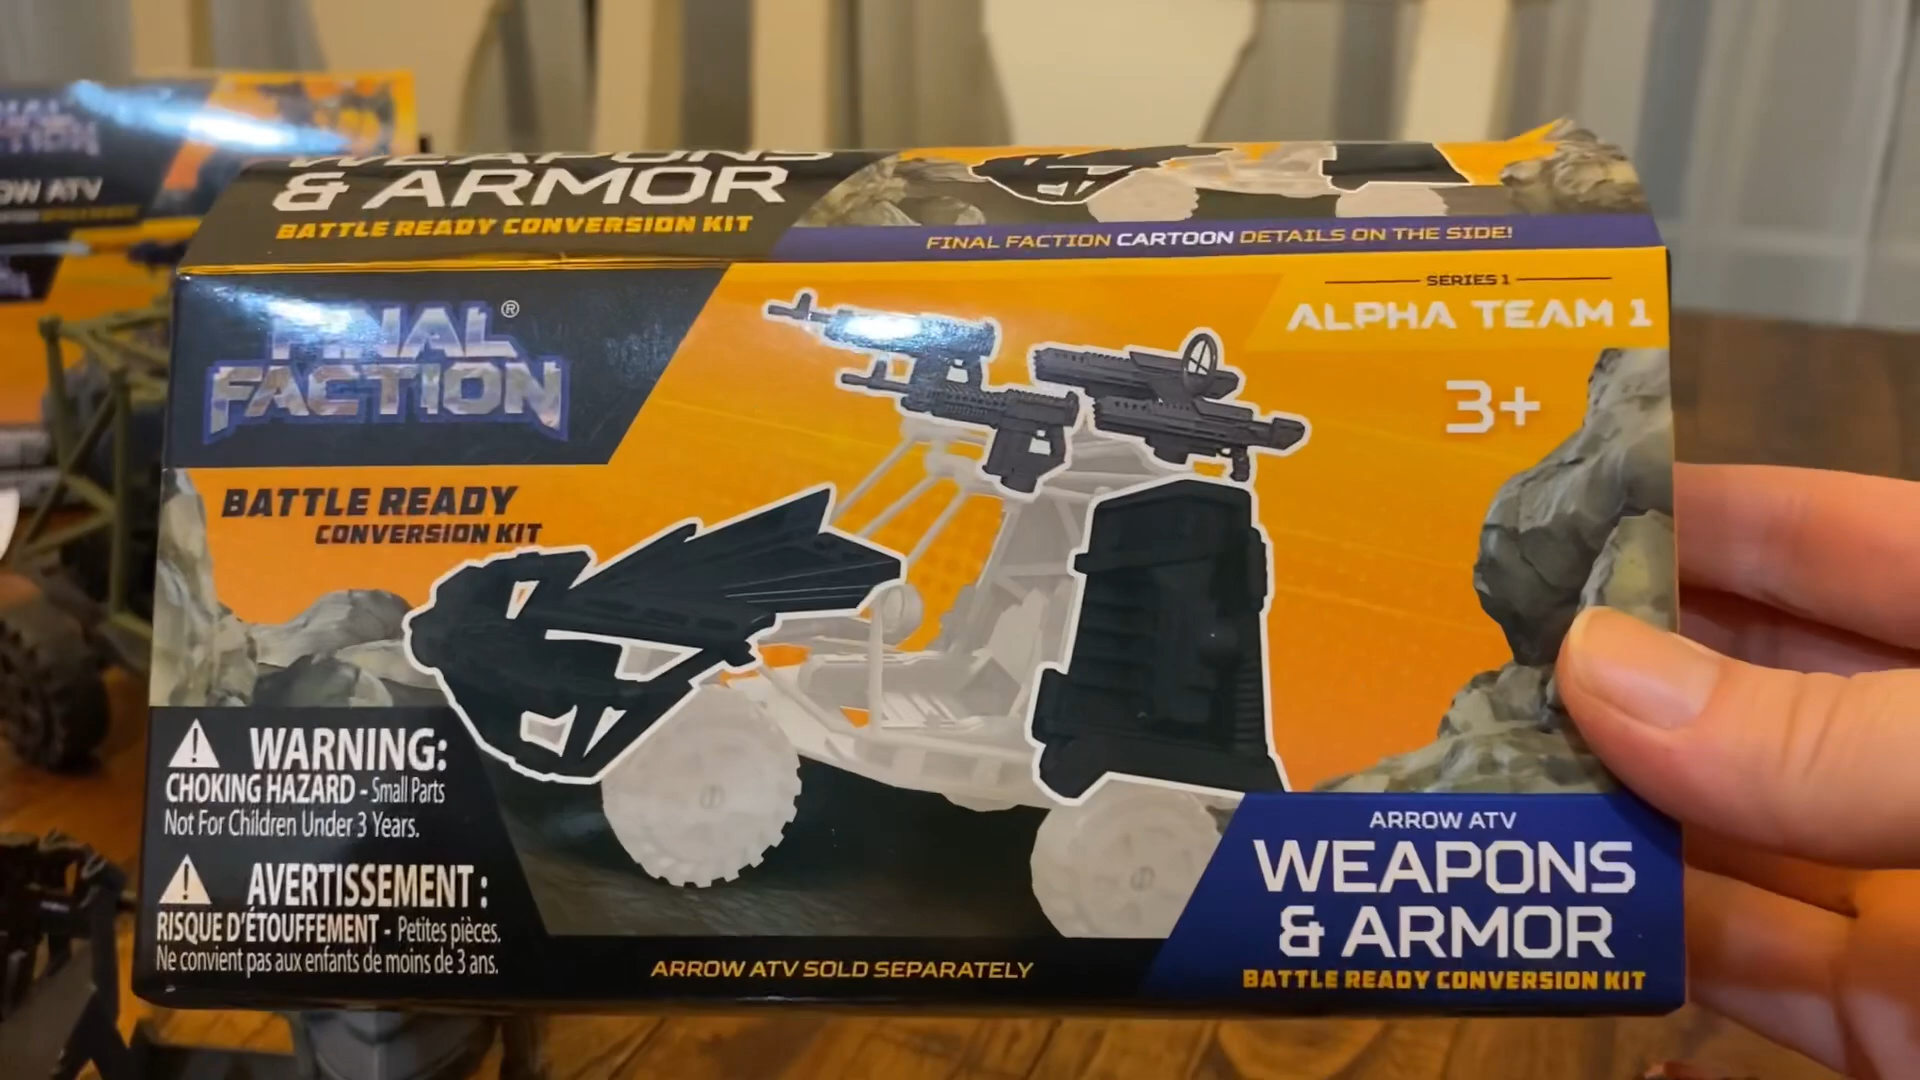 OW ATV
WEAPONS
& ARMOR
BATTLE READY CONVERSION KIT
FINAL FACTION CARTOON DETAILS ON THE SIDE!
FINAL ®
FACTION
SERIES 1
ALPHA TEAM 1
3+
BATTLE READY
CONVERSION KIT
WARNING:
CHOKING HAZARD - Small Parts
Not For Children Under 3 Years.
AVERTISSEMENT :
RISQUE D'ÉTOUFFEMENT - Petites pièces.
Ne convient pas aux enfants de moins de 3 ans.
ARROW ATV SOLD SEPARATELY
ARROW ATV
WEAPONS
& ARMOR
BATTLE READY CONVERSION KIT